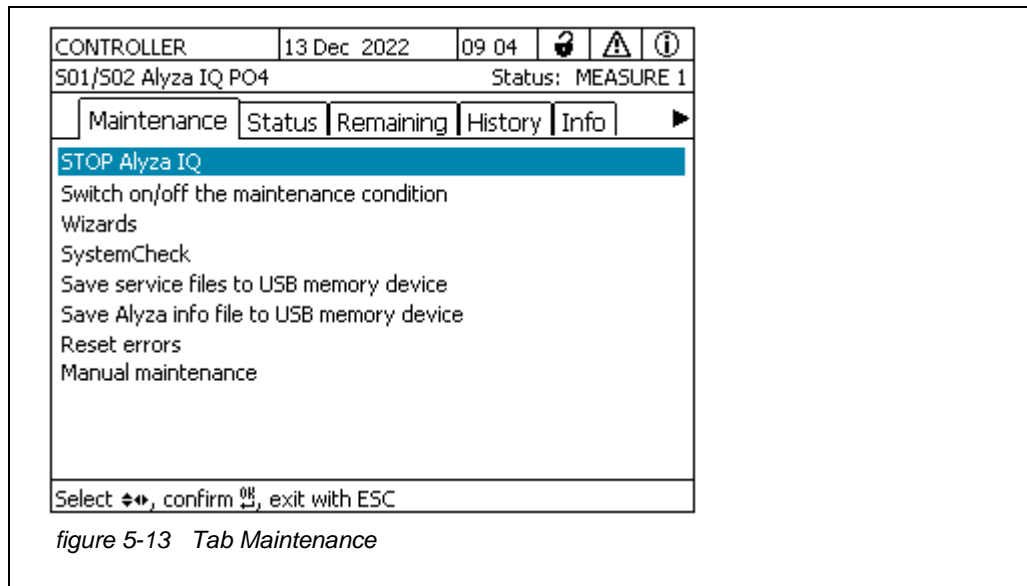 CONTROLLER 13 Dec 2022 09 04
S01/S02 Alyza IQ PO4 Status: MEASURE 1
Maintenance Status Remaining History Info
STOP Alyza IQ
Switch on/off the maintenance condition
Wizards
SystemCheck
Save service files to USB memory device
Save Alyza info file to USB memory device
Reset errors
Manual maintenance
Select , confirm , exit with ESC
figure 5-13 Tab Maintenance